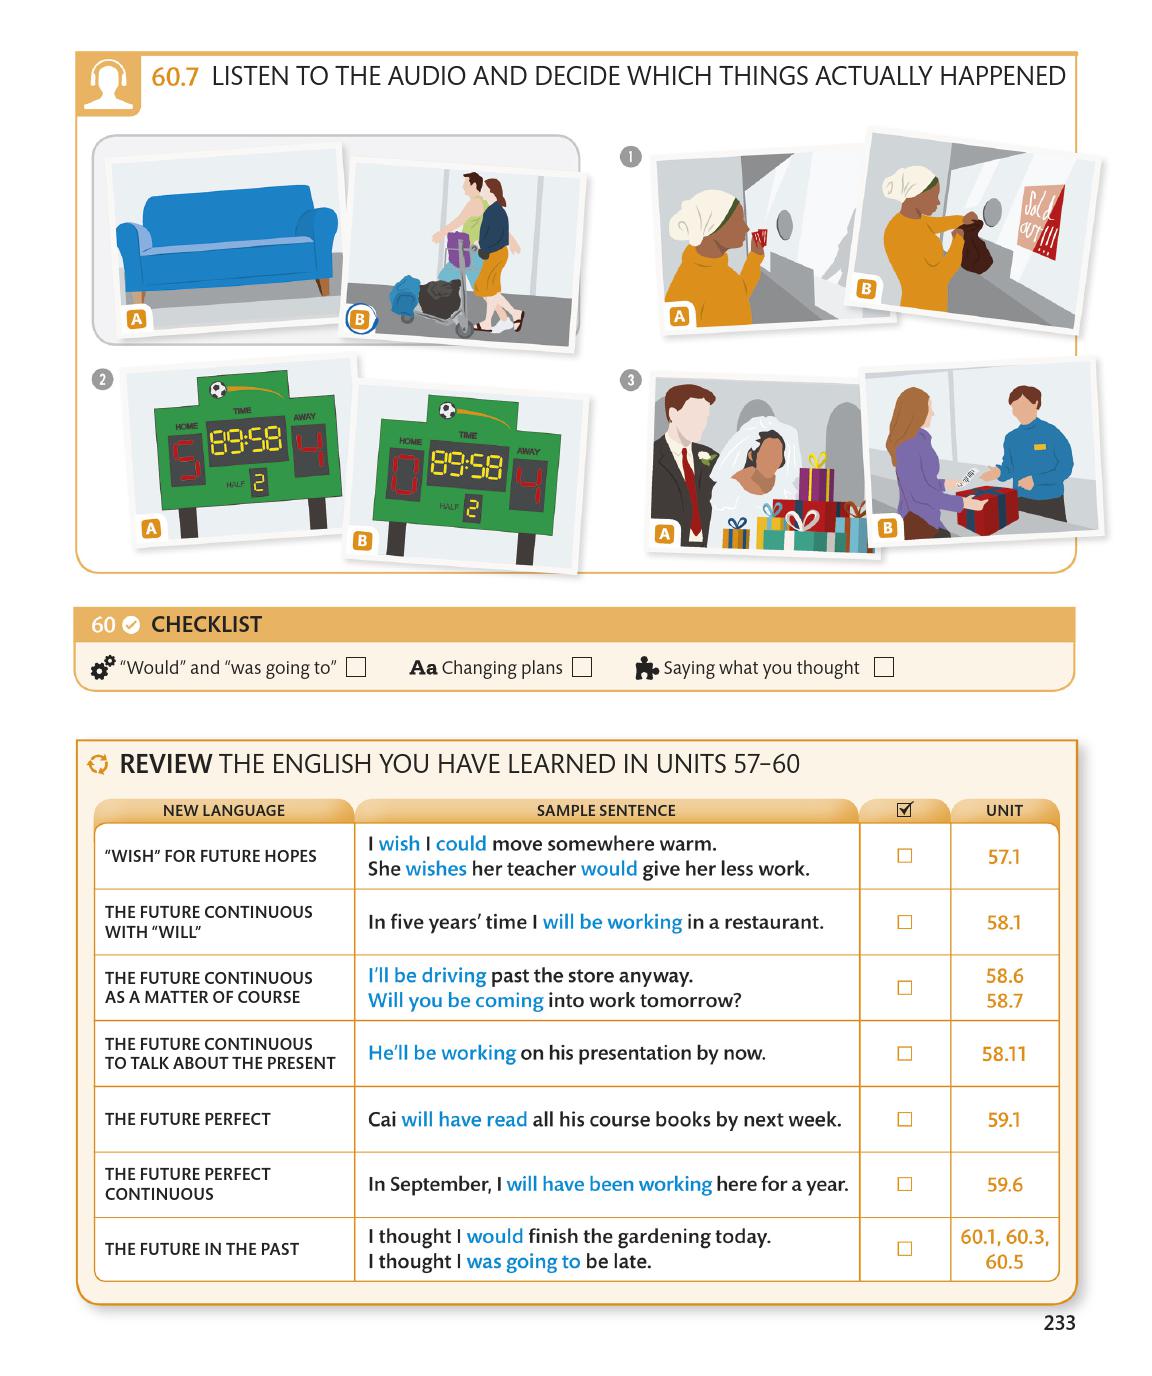 60.7 LISTEN TO THE AUDIO AND DECIDE WHICH THINGS ACTUALLY HAPPENED
A
B
1
A
B
Sold
out!!!
2
TIME
HOME
AWAY
5
89:58
4
HALF 2
A
TIME
HOME
AWAY
0
89:58
4
HALF 2
B
3
A
B
60 CHECKLIST
“Would” and “was going to”
Aa Changing plans
Saying what you thought
REVIEW THE ENGLISH YOU HAVE LEARNED IN UNITS 57–60
NEW LANGUAGE
SAMPLE SENTENCE
UNIT
“WISH” FOR FUTURE HOPES
I wish I could move somewhere warm.
She wishes her teacher would give her less work.
57.1
THE FUTURE CONTINUOUS
WITH “WILL”
In five years’ time I will be working in a restaurant.
58.1
THE FUTURE CONTINUOUS
AS A MATTER OF COURSE
I’ll be driving past the store anyway.
Will you be coming into work tomorrow?
58.6
58.7
THE FUTURE CONTINUOUS
TO TALK ABOUT THE PRESENT
He’ll be working on his presentation by now.
58.11
THE FUTURE PERFECT
Cai will have read all his course books by next week.
59.1
THE FUTURE PERFECT
CONTINUOUS
In September, I will have been working here for a year.
59.6
THE FUTURE IN THE PAST
I thought I would finish the gardening today.
I thought I was going to be late.
60.1, 60.3,
60.5
233